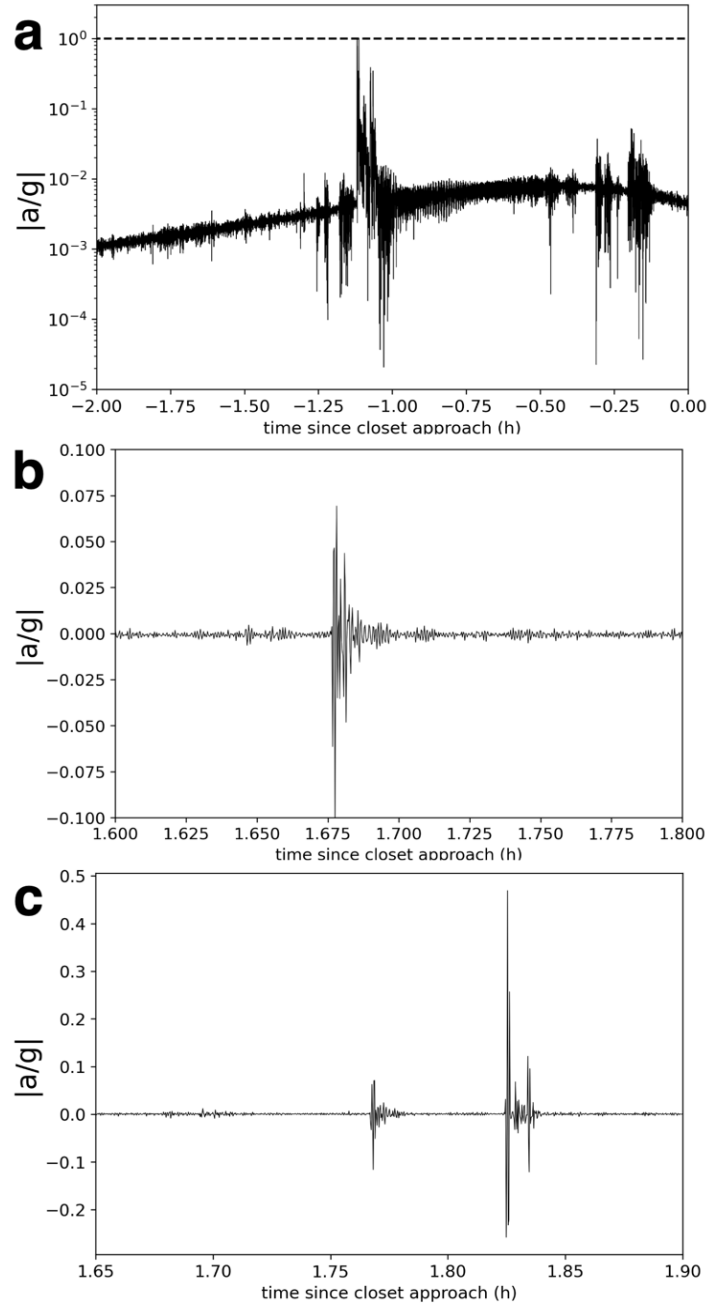 a
|a/g|
10⁰
10⁻¹
10⁻²
10⁻³
10⁻⁴
10⁻⁵
−2.00 −1.75 −1.50 −1.25 −1.00 −0.75 −0.50 −0.25 0.00
time since closet approach (h)
b
|a/g|
0.100
0.075
0.050
0.025
0.000
−0.025
−0.050
−0.075
−0.100
1.600 1.625 1.650 1.675 1.700 1.725 1.750 1.775 1.800
time since closet approach (h)
c
|a/g|
0.5
0.4
0.3
0.2
0.1
0.0
−0.1
−0.2
1.65 1.70 1.75 1.80 1.85 1.90
time since closet approach (h)